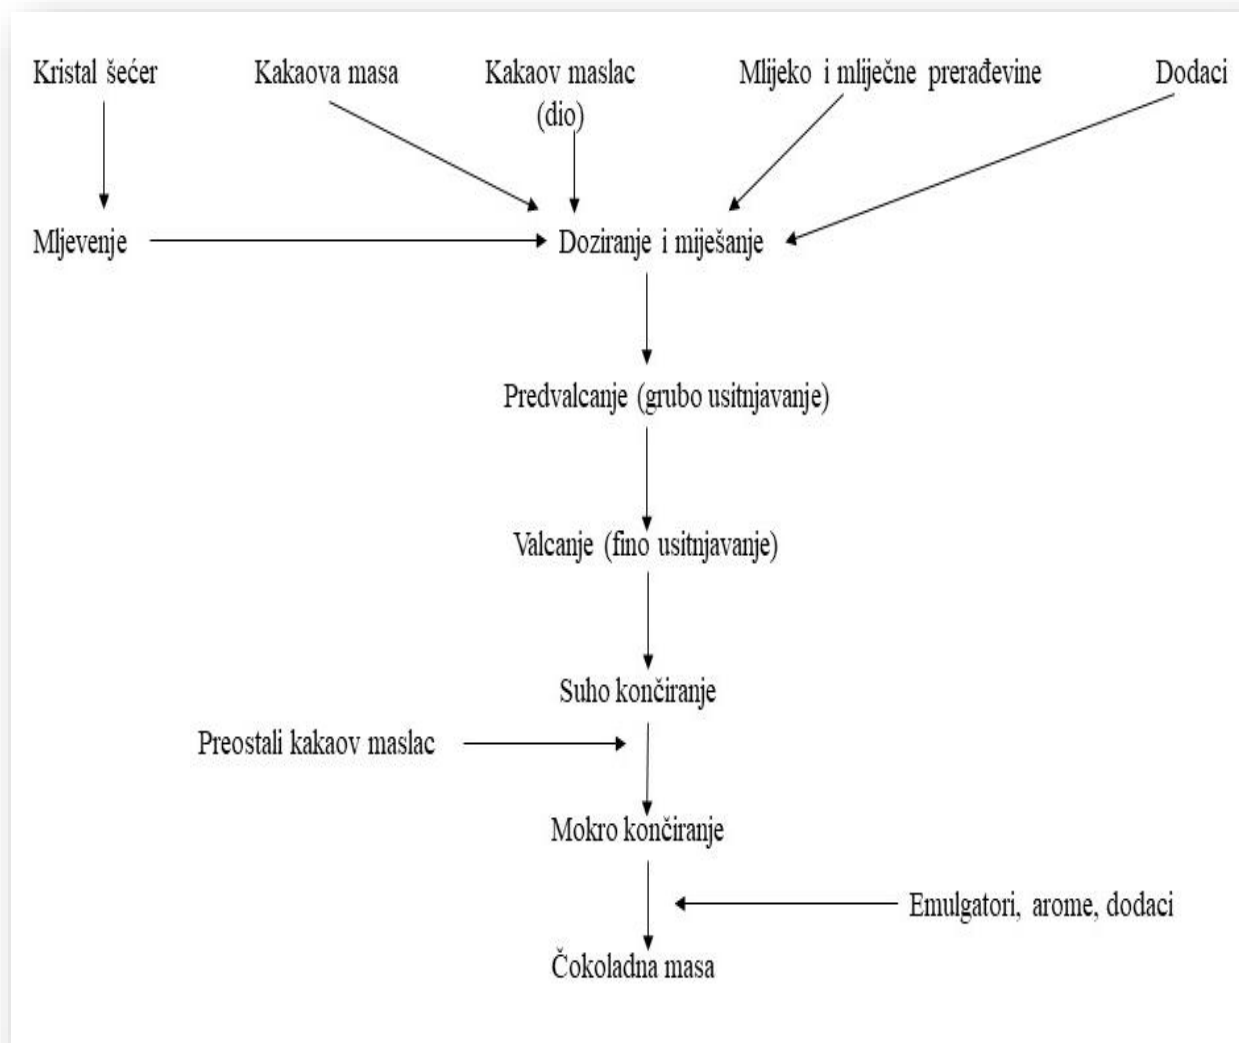 Kristal šećer
Kakaova masa
Kakaov maslac
(dio)
Mlijeko i mliječne prerađevine
Dodaci
Mljevenje
Doziranje i miješanje
Predvalcanje (grubo usitnjavanje)
Valcanje (fino usitnjavanje)
Suho končiranje
Preostali kakaov maslac
Mokro končiranje
Emulgatori, arome, dodaci
Čokoladna masa